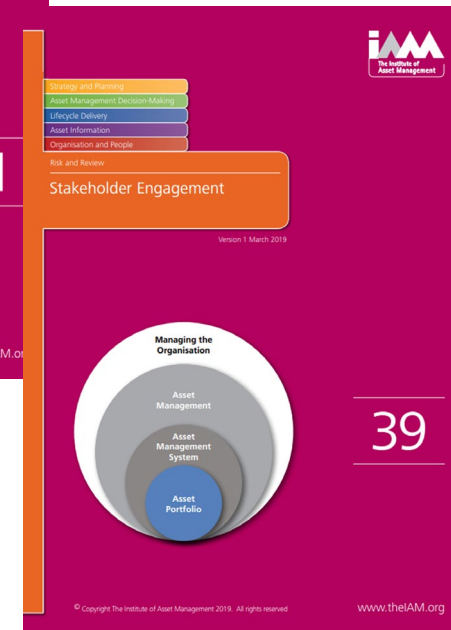 iAM
The Institute of
Asset Management
Strategy and Planning
Asset Management Decision-Making
Lifecycle Delivery
Asset Information
Organisation and People
Risk and Review
Stakeholder Engagement
Version 1 March 2019
Managing the
Organisation
Asset
Management
Asset
Management
System
Asset
Portfolio
39
M.or
© Copyright The Institute of Asset Management 2019. All rights reserved
www.theIAM.org